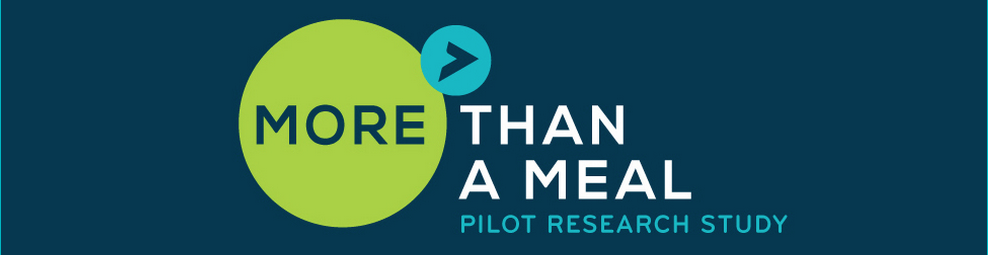 MORE THAN
A MEAL
PILOT RESEARCH STUDY